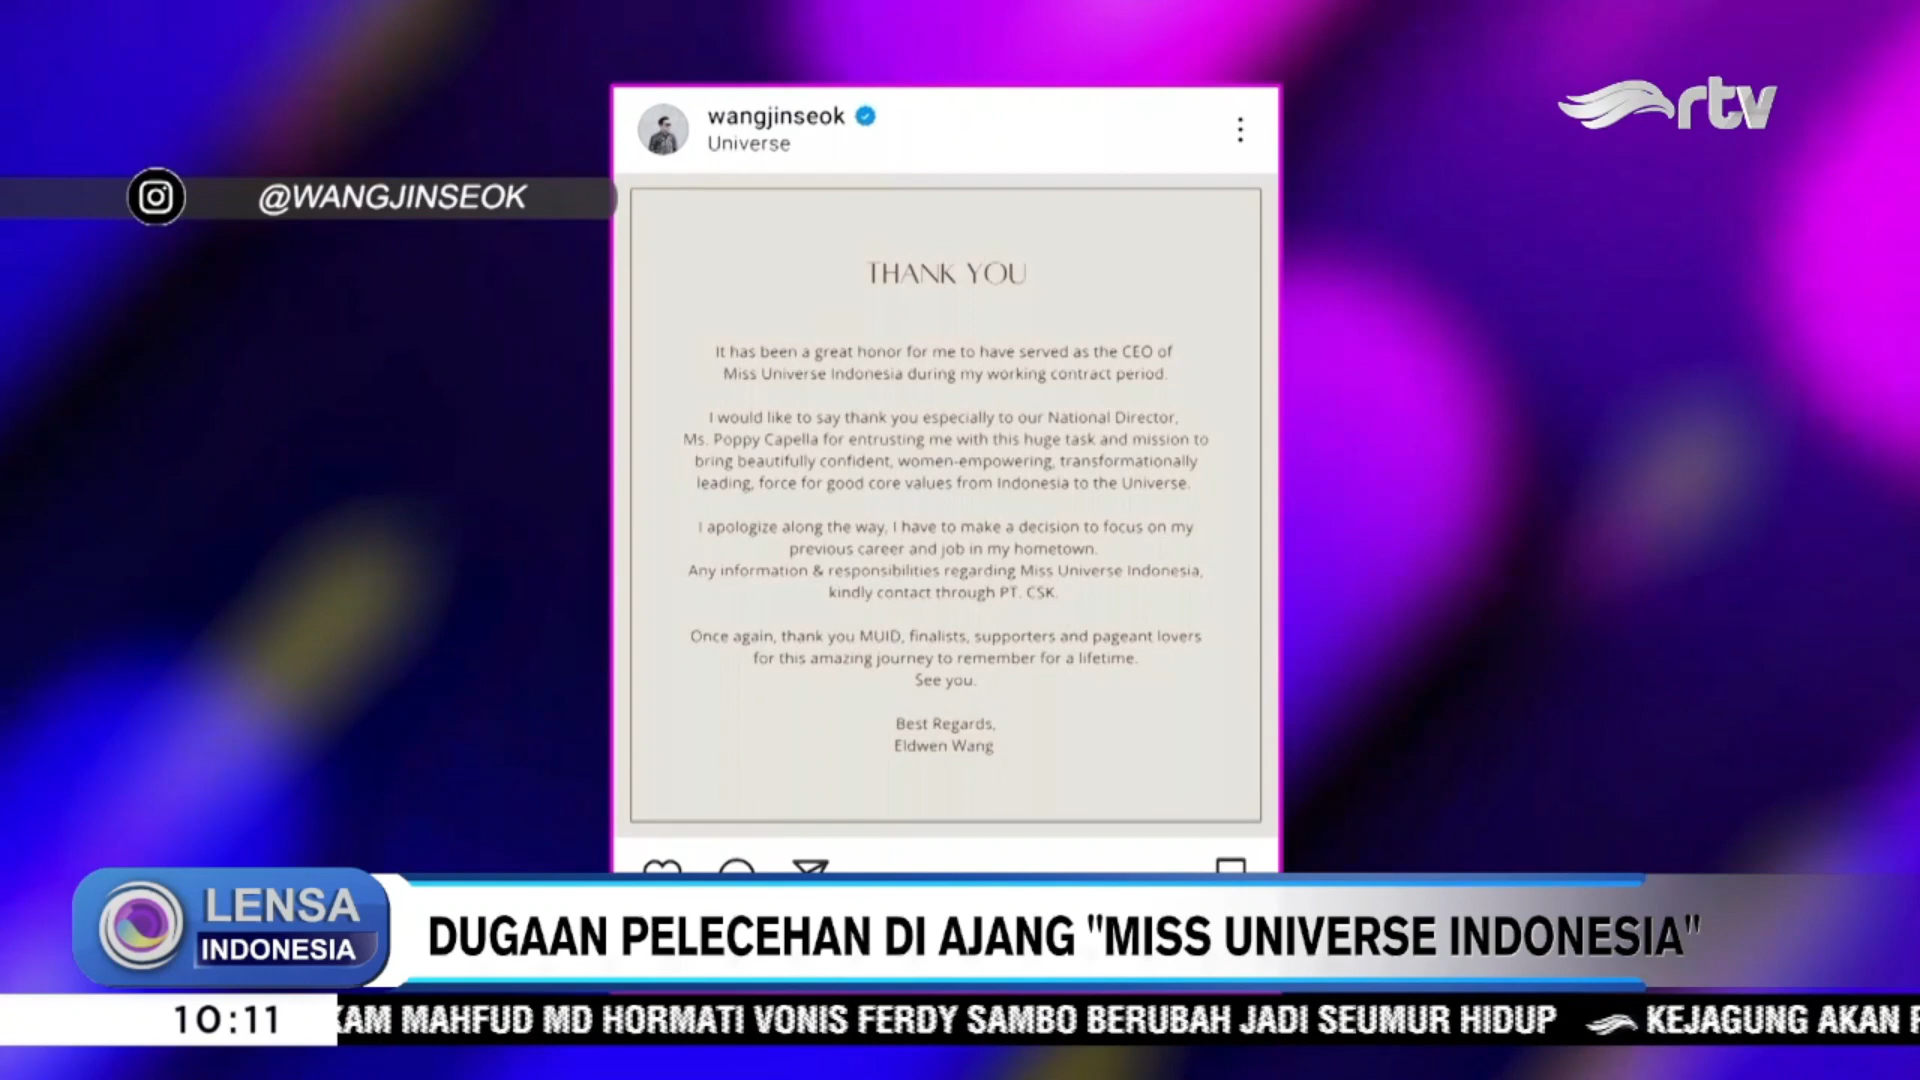 rtv
wangjinseok
Universe
@WANGJINSEOK
THANK YOU
It has been a great honor for me to have served as the CEO of
Miss Universe Indonesia during my working contract period.
I would like to say thank you especially to our National Director,
Ms. Poppy Capella for entrusting me with this huge task and mission to
bring beautifully confident, women-empowering, transformationally
leading, force for good core values from Indonesia to the Universe.
I apologize along the way, I have to make a decision to focus on my
previous career and job in my hometown.
Any information & responsibilities regarding Miss Universe Indonesia,
kindly contact through PT. CSK.
Once again, thank you MUID, finalists, supporters and pageant lovers
for this amazing journey to remember for a lifetime.
See you.
Best Regards,
Eldwen Wang
LENSA
INDONESIA
DUGAAN PELECEHAN DI AJANG "MISS UNIVERSE INDONESIA"
10:11
KAM MAHFUD MD HORMATI VONIS FERDY SAMBO BERUBAH JADI SEUMUR HIDUP KEJAGUNG AKAN